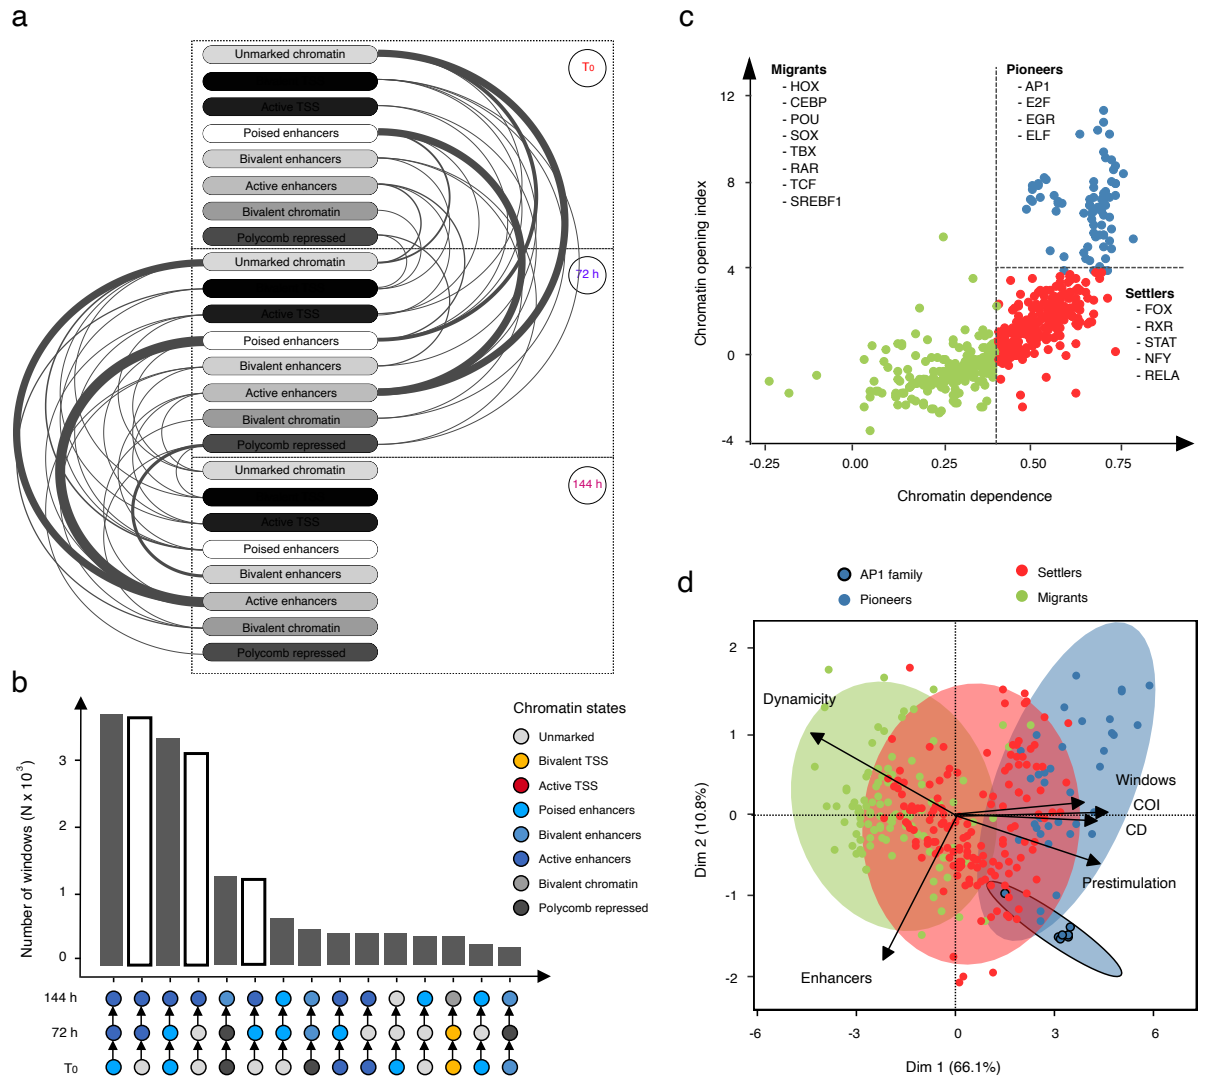 a
Unmarked chromatin
Active TSS
Poised enhancers
Bivalent enhancers
Active enhancers
Bivalent chromatin
Polycomb repressed
T0
Unmarked chromatin
Active TSS
Poised enhancers
Bivalent enhancers
Active enhancers
Bivalent chromatin
Polycomb repressed
72 h
Unmarked chromatin
Active TSS
Poised enhancers
Bivalent enhancers
Active enhancers
Bivalent chromatin
Polycomb repressed
144 h
b
Number of windows (N x 10³)
3
2
1
0
144 h
72 h
T0
Chromatin states
Unmarked
Bivalent TSS
Active TSS
Poised enhancers
Bivalent enhancers
Active enhancers
Bivalent chromatin
Polycomb repressed
c
Chromatin opening index
12
8
4
0
-4
-0.25
0.00
0.25
0.50
0.75
Chromatin dependence
Migrants
- HOX
- CEBP
- POU
- SOX
- TBX
- RAR
- TCF
- SREBF1
Pioneers
- AP1
- E2F
- EGR
- ELF
Settlers
- FOX
- RXR
- STAT
- NFY
- RELA
d
AP1 family
Pioneers
Settlers
Migrants
Dim 2 (10.8%)
2
1
0
-1
-2
-6
-3
0
3
6
Dim 1 (66.1%)
Dynamicity
Windows
COI
CD
Prestimulation
Enhancers